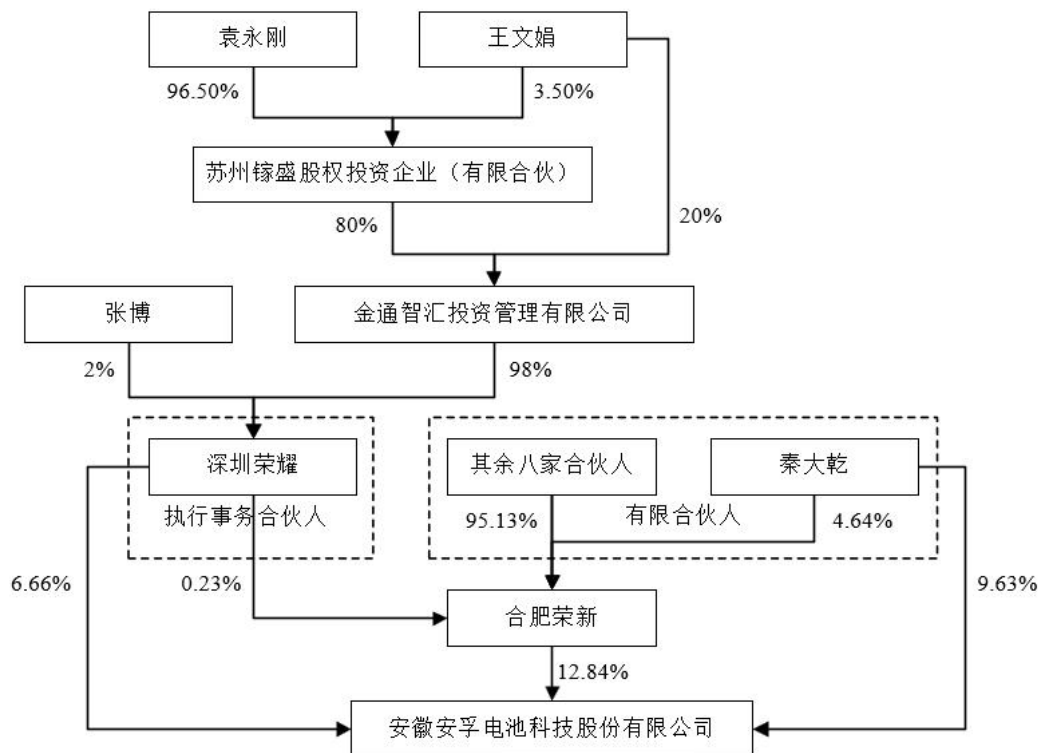 袁永刚
王文娟
96.50%
3.50%
苏州镓盛股权投资企业（有限合伙）
80%
20%
张博
金通智汇投资管理有限公司
2%
98%
深圳荣耀
其余八家合伙人
秦大乾
执行事务合伙人
95.13%
有限合伙人
4.64%
6.66%
0.23%
9.63%
合肥荣新
12.84%
安徽安孚电池科技股份有限公司